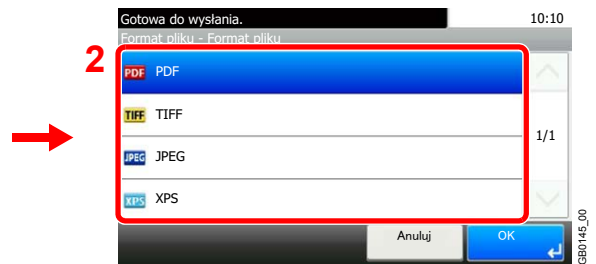 Gotowa do wysłania. 10:10
Format pliku - Format pliku
2
PDF PDF
TIFF TIFF
1/1
JPEG JPEG
XPS XPS
Anuluj OK
GB0145_00